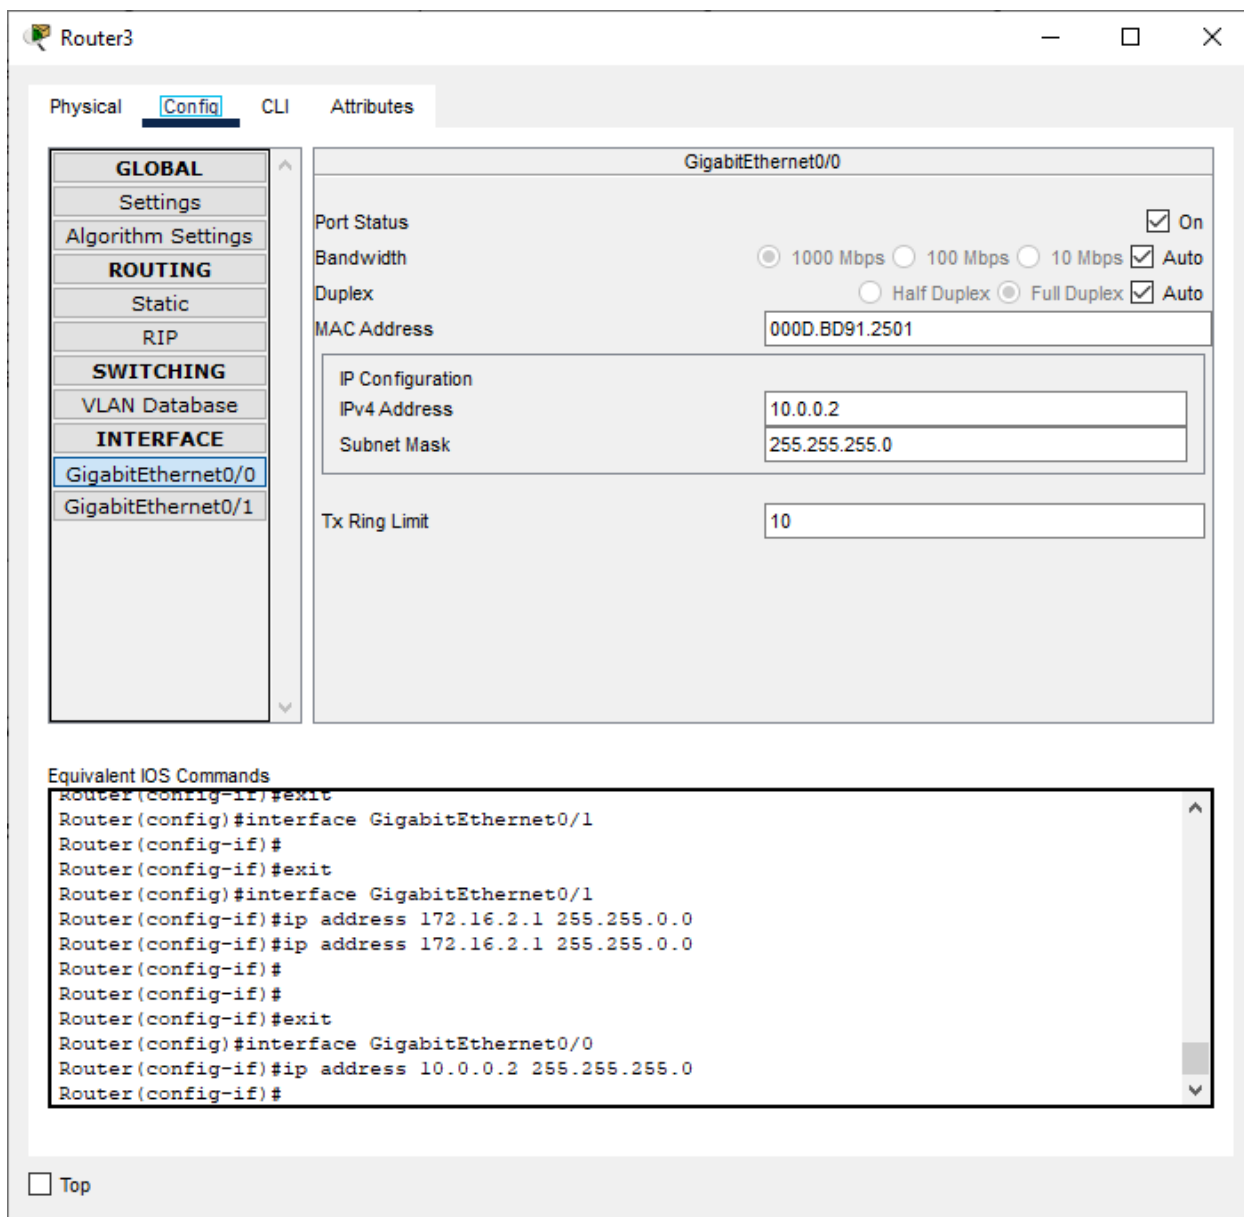 Router3
Physical Config CLI Attributes
GLOBAL
Settings
Algorithm Settings
ROUTING
Static
RIP
SWITCHING
VLAN Database
INTERFACE
GigabitEthernet0/0
GigabitEthernet0/1
GigabitEthernet0/0
Port Status On
Bandwidth 1000 Mbps 100 Mbps 10 Mbps Auto
Duplex Half Duplex Full Duplex Auto
MAC Address 000D.BD91.2501
IP Configuration
IPv4 Address 10.0.0.2
Subnet Mask 255.255.255.0
Tx Ring Limit 10
Equivalent IOS Commands
Router(config-if)#exit
Router(config)#interface GigabitEthernet0/1
Router(config-if)#
Router(config-if)#exit
Router(config)#interface GigabitEthernet0/1
Router(config-if)#ip address 172.16.2.1 255.255.0.0
Router(config-if)#ip address 172.16.2.1 255.255.0.0
Router(config-if)#
Router(config-if)#
Router(config-if)#exit
Router(config)#interface GigabitEthernet0/0
Router(config-if)#ip address 10.0.0.2 255.255.255.0
Router(config-if)#
Top